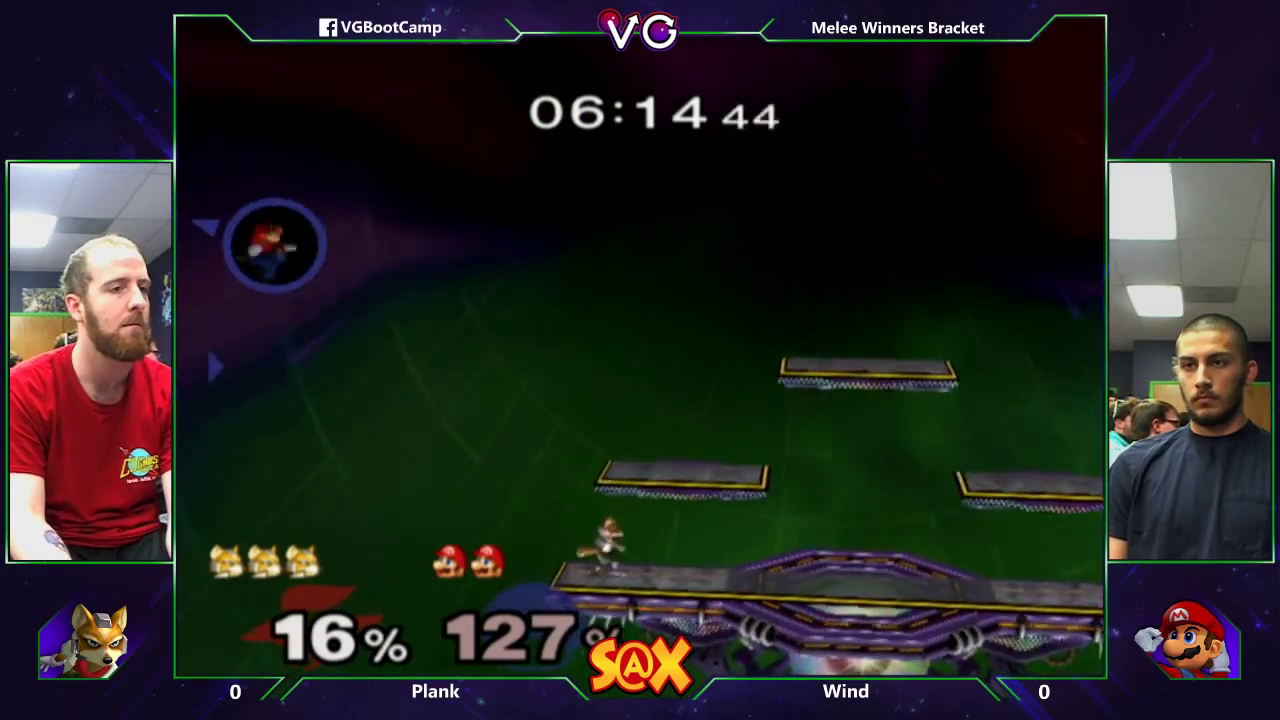 VGBootCamp
VG
Melee Winners Bracket
06:14 44
16%
127%
S@X
0
Plank
Wind
0